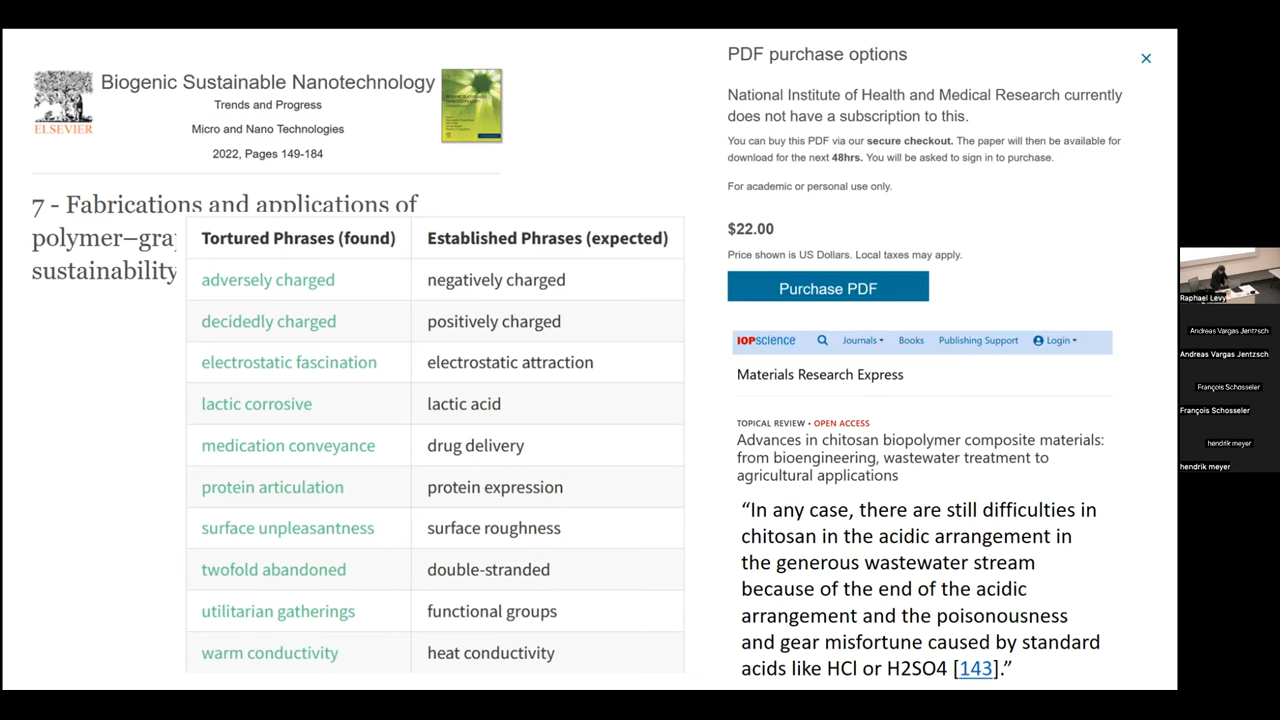 ELSEVIER
Biogenic Sustainable Nanotechnology
Trends and Progress
Micro and Nano Technologies
2022, Pages 149-184
7 - Fabrications and applications of
polymer–gra
sustainability
Tortured Phrases (found) Established Phrases (expected)
adversely charged negatively charged
decidedly charged positively charged
electrostatic fascination electrostatic attraction
lactic corrosive lactic acid
medication conveyance drug delivery
protein articulation protein expression
surface unpleasantness surface roughness
twofold abandoned double-stranded
utilitarian gatherings functional groups
warm conductivity heat conductivity
PDF purchase options
National Institute of Health and Medical Research currently
does not have a subscription to this.
You can buy this PDF via our secure checkout. The paper will then be available for
download for the next 48hrs. You will be asked to sign in to purchase.
For academic or personal use only.
$22.00
Price shown is US Dollars. Local taxes may apply.
Purchase PDF
IOPscience Journals Books Publishing Support Login
Materials Research Express
TOPICAL REVIEW • OPEN ACCESS
Advances in chitosan biopolymer composite materials:
from bioengineering, wastewater treatment to
agricultural applications
“In any case, there are still difficulties in
chitosan in the acidic arrangement in
the generous wastewater stream
because of the end of the acidic
arrangement and the poisonousness
and gear misfortune caused by standard
acids like HCl or H2SO4 [143].”
Raphael Levy
Andreas Vargas Jentzsch
Andreas Vargas Jentzsch
François Schosseler
François Schosseler
hendrik meyer
hendrik meyer